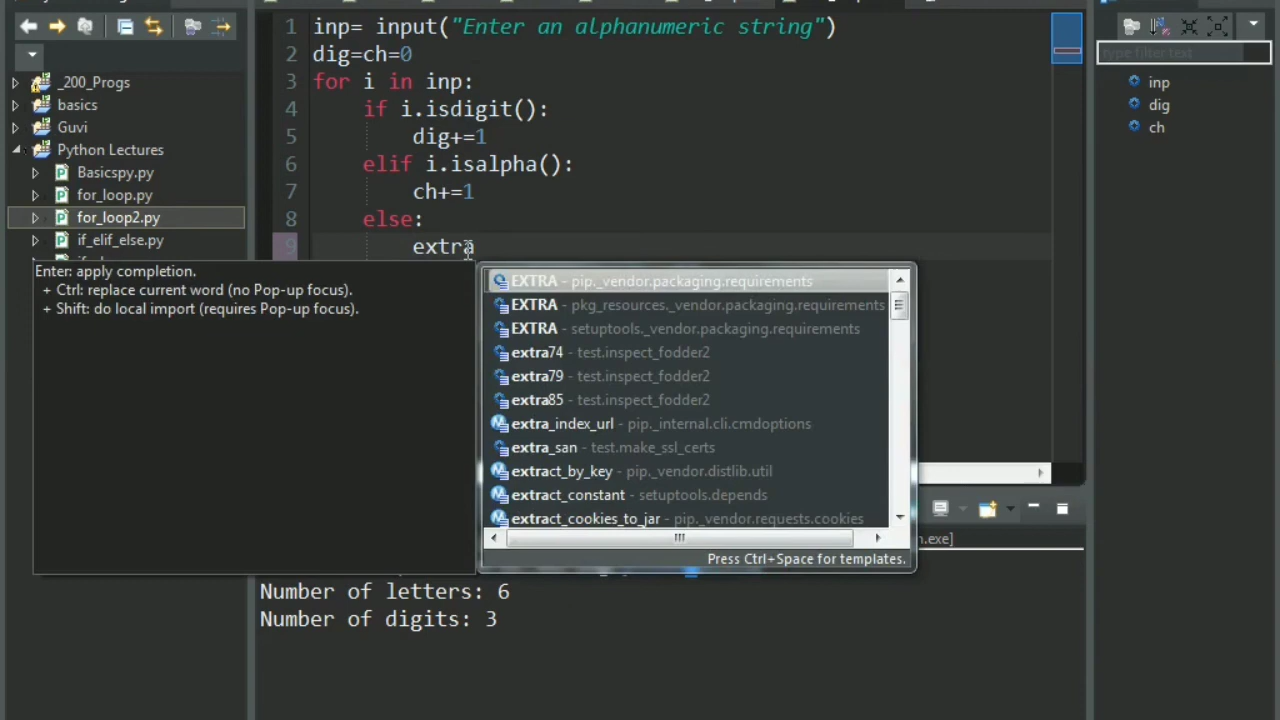 1 inp= input("Enter an alphanumeric string")
2 dig=ch=0
3 for i in inp:
4 if i.isdigit():
5 dig+=1
6 elif i.isalpha():
7 ch+=1
8 else:
9 extra
_200_Progs
basics
Guvi
Python Lectures
Basicspy.py
for_loop.py
for_loop2.py
if_elif_else.py
type filter text
inp
dig
ch
Enter: apply completion.
+ Ctrl: replace current word (no Pop-up focus).
+ Shift: do local import (requires Pop-up focus).
EXTRA - pip._vendor.packaging.requirements
EXTRA - pkg_resources._vendor.packaging.requirements
EXTRA - setuptools._vendor.packaging.requirements
extra74 - test.inspect_fodder2
extra79 - test.inspect_fodder2
extra85 - test.inspect_fodder2
extra_index_url - pip._internal.cli.cmdoptions
extra_san - test.make_ssl_certs
extract_by_key - pip._vendor.distlib.util
extract_constant - setuptools.depends
extract_cookies_to_jar - pip._vendor.requests.cookies
Press Ctrl+Space for templates.
n.exe]
Number of letters: 6
Number of digits: 3